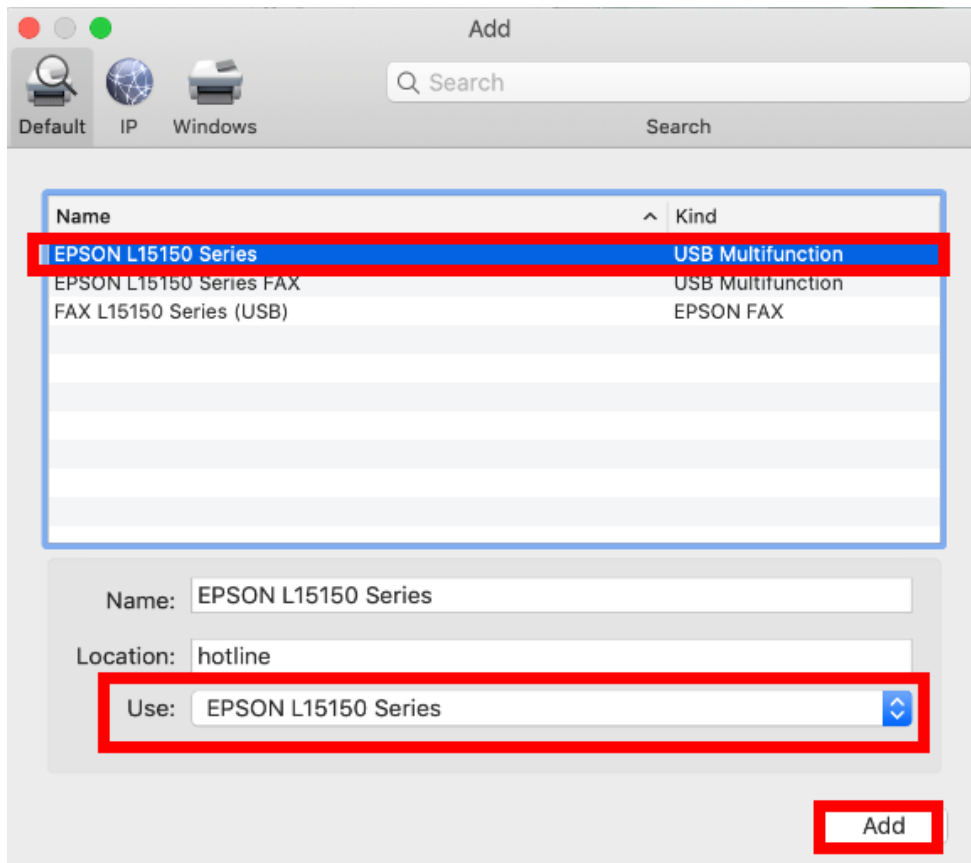 Add
Search
Default IP Windows Search
Name Kind
EPSON L15150 Series USB Multifunction
EPSON L15150 Series FAX USB Multifunction
FAX L15150 Series (USB) EPSON FAX
Name: EPSON L15150 Series
Location: hotline
Use: EPSON L15150 Series
Add